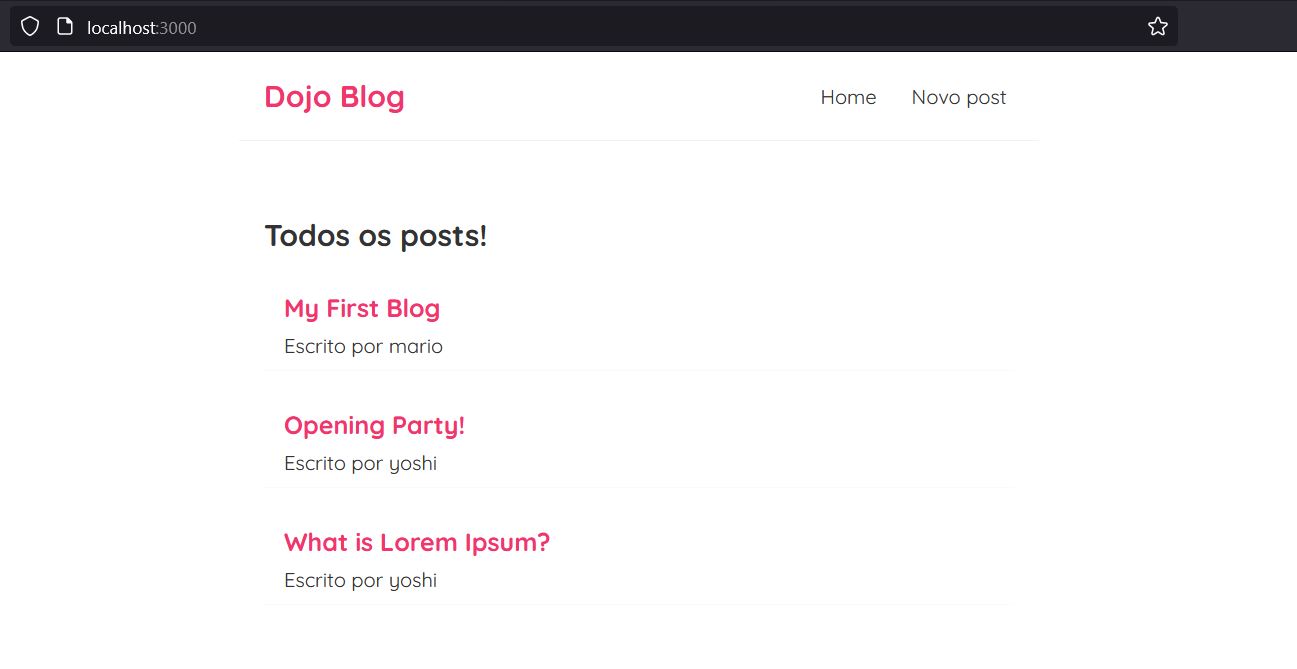 localhost:3000
Dojo Blog
Home
Novo post
Todos os posts!
My First Blog
Escrito por mario
Opening Party!
Escrito por yoshi
What is Lorem Ipsum?
Escrito por yoshi